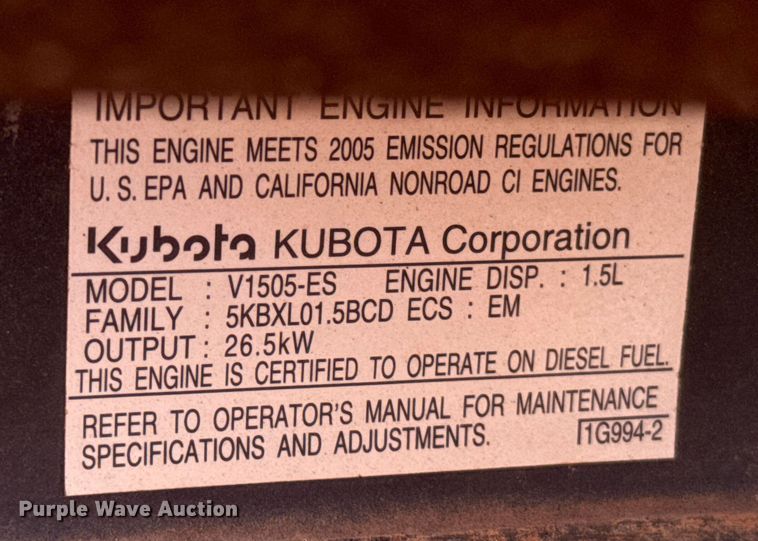 IMPORTANT ENGINE INFORMATION
THIS ENGINE MEETS 2005 EMISSION REGULATIONS FOR
U.S. EPA AND CALIFORNIA NONROAD CI ENGINES.
Kubota KUBOTA Corporation
MODEL : V1505-ES ENGINE DISP. : 1.5L
FAMILY : 5KBXL01.5BCD ECS : EM
OUTPUT : 26.5kW
THIS ENGINE IS CERTIFIED TO OPERATE ON DIESEL FUEL.
REFER TO OPERATOR'S MANUAL FOR MAINTENANCE
SPECIFICATIONS AND ADJUSTMENTS. 1G994-2
Purple Wave Auction